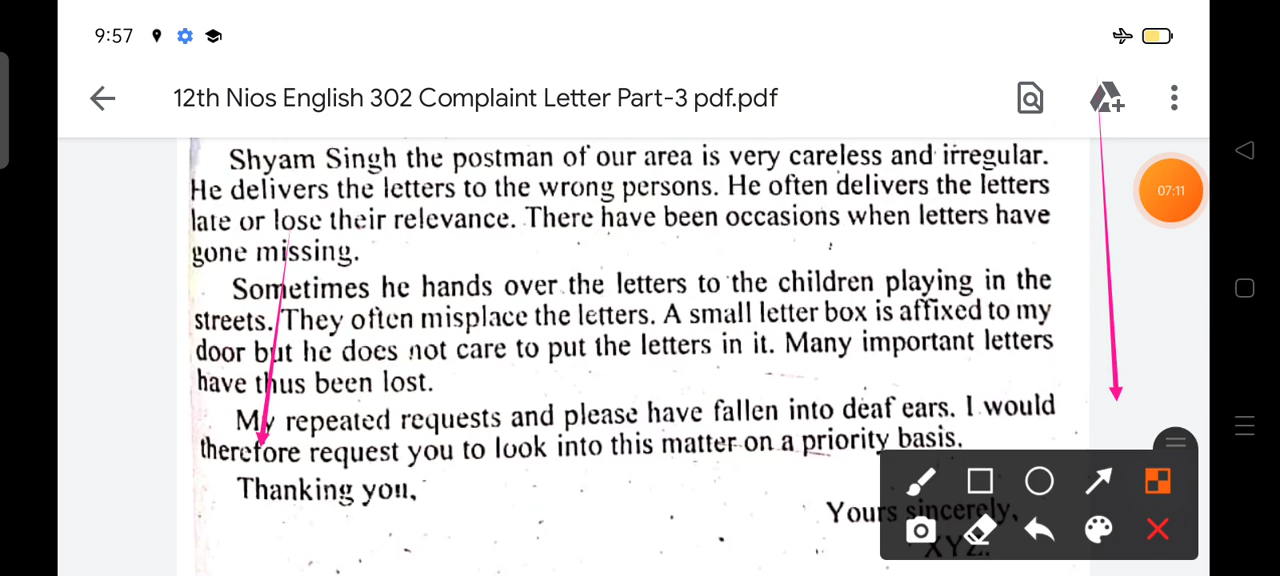 9:57
12th Nios English 302 Complaint Letter Part-3 pdf.pdf
07:11
Shyam Singh the postman of our area is very careless and irregular.
He delivers the letters to the wrong persons. He often delivers the letters
late or lose their relevance. There have been occasions when letters have
gone missing.
Sometimes he hands over the letters to the children playing in the
streets. They often misplace the letters. A small letter box is affixed to my
door but he does not care to put the letters in it. Many important letters
have thus been lost.
My repeated requests and please have fallen into deaf ears. I would
therefore request you to look into this matter on a priority basis.
Thanking you,
Yours sincerely,
XYZ.